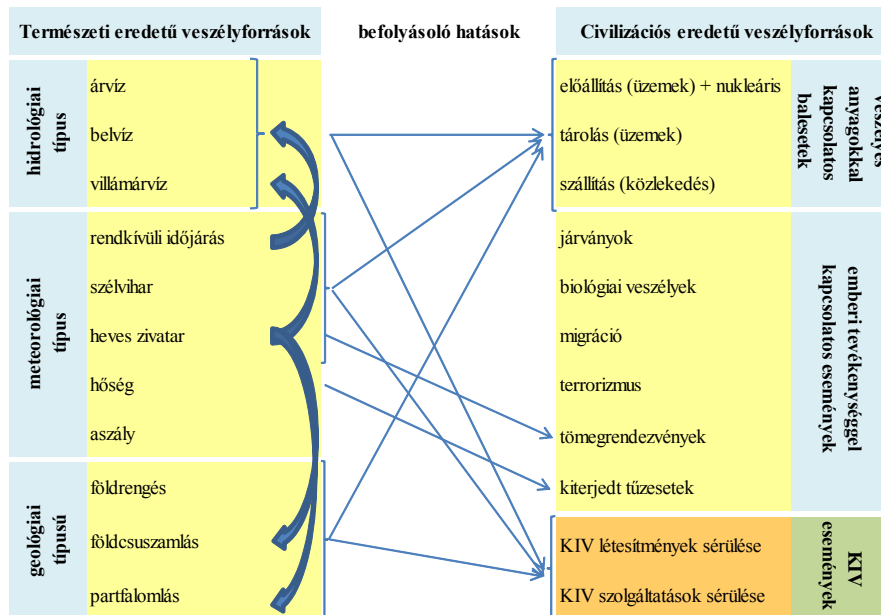 Természeti eredetű veszélyforrások
befolyásoló hatások
Civilizációs eredetű veszélyforrások
hidrológiai
típus
árvíz
belvíz
villámárvíz
meteorológiai
típus
rendkívüli időjárás
szélvihar
heves zivatar
hőség
aszály
geológiai
típusú
földrengés
földcsuszamlás
partfalomlás
előállítás (üzemek) + nukleáris
tárolás (üzemek)
szállítás (közlekedés)
veszélyes
anyagokkal
kapcsolatos
balesetek
járványok
biológiai veszélyek
migráció
terrorizmus
tömegrendezvények
kiterjedt tűzesetek
emberi tevékenységgel
kapcsolatos események
KIV létesítmények sérülése
KIV szolgáltatások sérülése
KIV
események